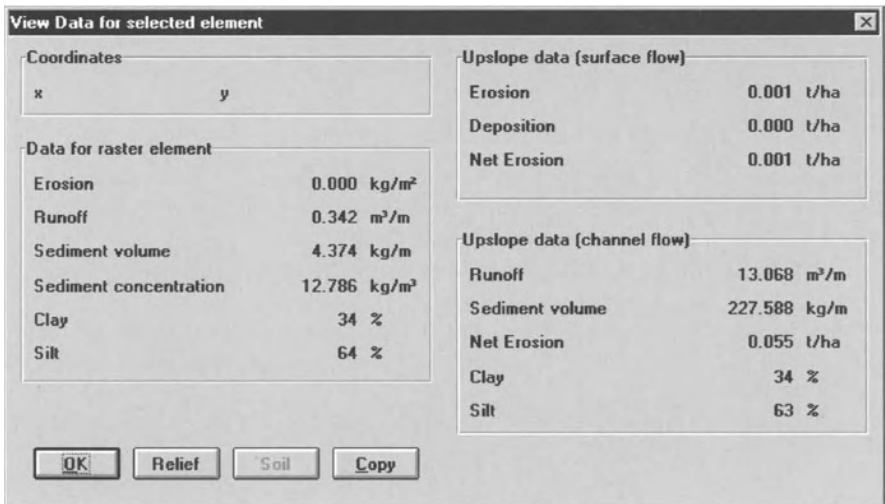 View Data for selected element
Coordinates
x y
Data for raster element
Erosion 0.000 kg/m²
Runoff 0.342 m³/m
Sediment volume 4.374 kg/m
Sediment concentration 12.786 kg/m³
Clay 34 %
Silt 64 %
Upslope data (surface flow)
Erosion 0.001 t/ha
Deposition 0.000 t/ha
Net Erosion 0.001 t/ha
Upslope data (channel flow)
Runoff 13.068 m³/m
Sediment volume 227.588 kg/m
Net Erosion 0.055 t/ha
Clay 34 %
Silt 63 %
OK Relief Soil Copy